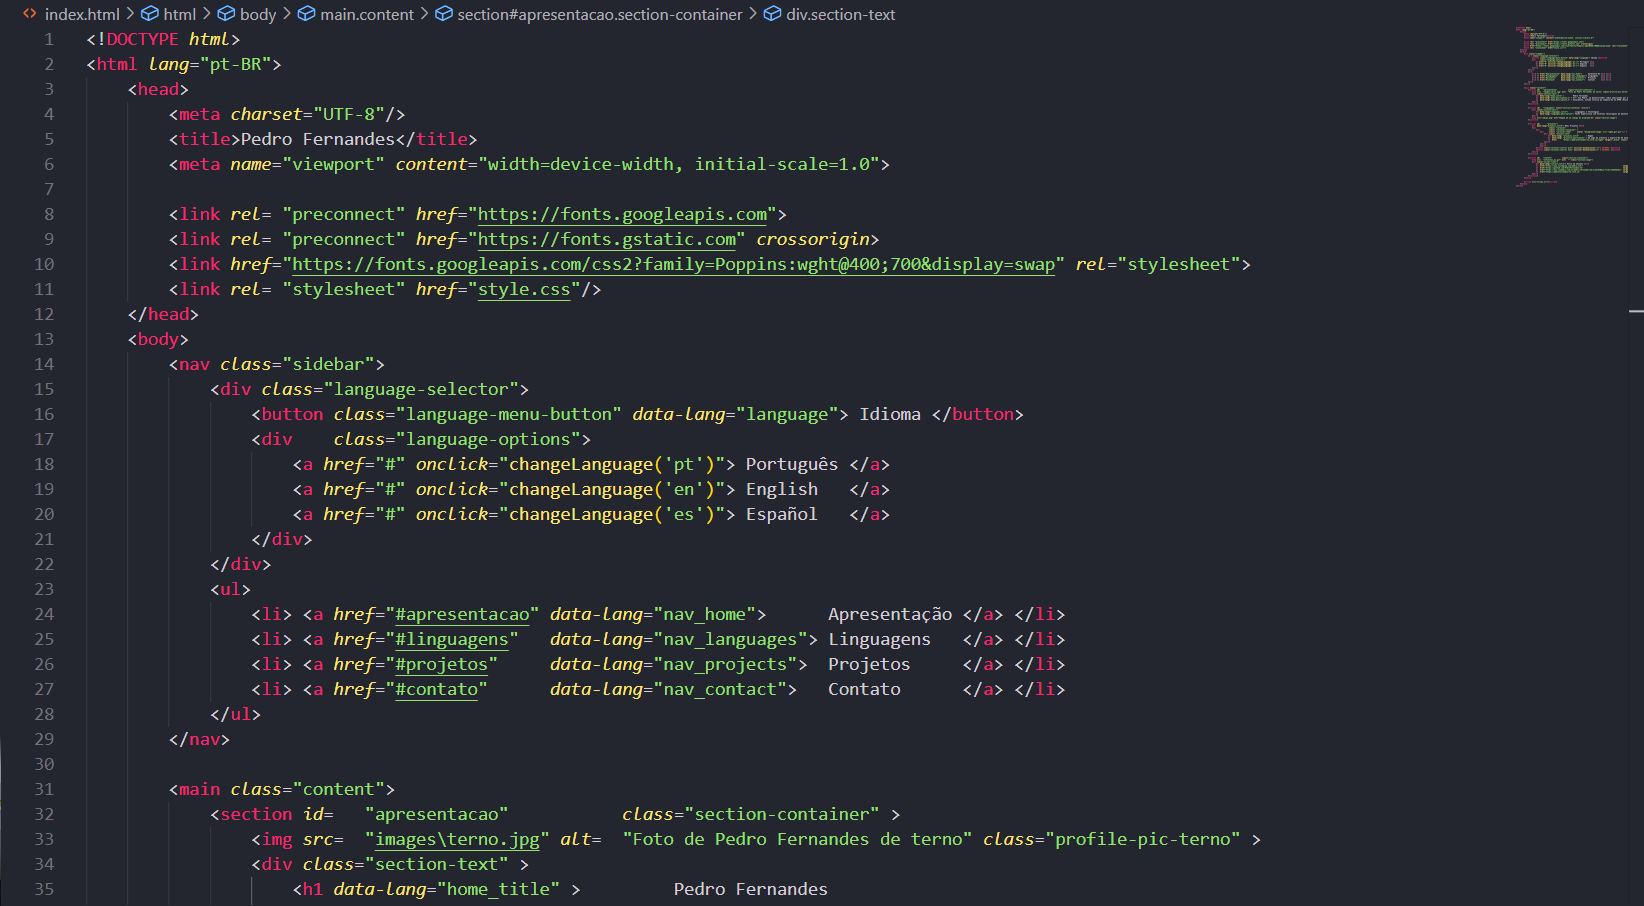 index.html > html > body > main.content > section#apresentacao.section-container > div.section-text
1 <!DOCTYPE html>
2 <html lang="pt-BR">
3 <head>
4 <meta charset="UTF-8"/>
5 <title>Pedro Fernandes</title>
6 <meta name="viewport" content="width=device-width, initial-scale=1.0">
7
8 <link rel= "preconnect" href="https://fonts.googleapis.com">
9 <link rel= "preconnect" href="https://fonts.gstatic.com" crossorigin>
10 <link href="https://fonts.googleapis.com/css2?family=Poppins:wght@400;700&display=swap" rel="stylesheet">
11 <link rel= "stylesheet" href="style.css"/>
12 </head>
13 <body>
14 <nav class="sidebar">
15 <div class="language-selector">
16 <button class="language-menu-button" data-lang="language"> Idioma </button>
17 <div    class="language-options">
18 <a href="#" onclick="changeLanguage('pt')"> Português </a>
19 <a href="#" onclick="changeLanguage('en')"> English   </a>
20 <a href="#" onclick="changeLanguage('es')"> Español   </a>
21 </div>
22 </div>
23 <ul>
24 <li> <a href="#apresentacao" data-lang="nav_home">      Apresentação </a> </li>
25 <li> <a href="#linguagens"   data-lang="nav_languages"> Linguagens   </a> </li>
26 <li> <a href="#projetos"     data-lang="nav_projects">  Projetos     </a> </li>
27 <li> <a href="#contato"      data-lang="nav_contact">   Contato      </a> </li>
28 </ul>
29 </nav>
30
31 <main class="content">
32 <section id=   "apresentacao"           class="section-container" >
33 <img src=  "images\terno.jpg" alt=  "Foto de Pedro Fernandes de terno" class="profile-pic-terno" >
34 <div class="section-text" >
35 <h1 data-lang="home_title" >         Pedro Fernandes